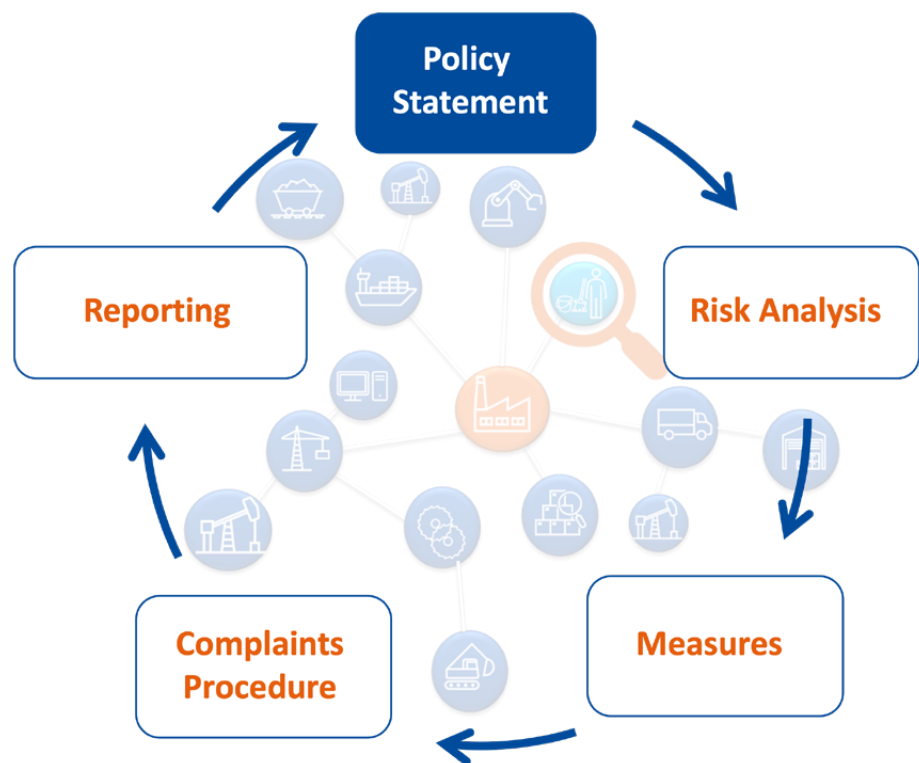 Policy
Statement
Risk Analysis
Measures
Complaints
Procedure
Reporting